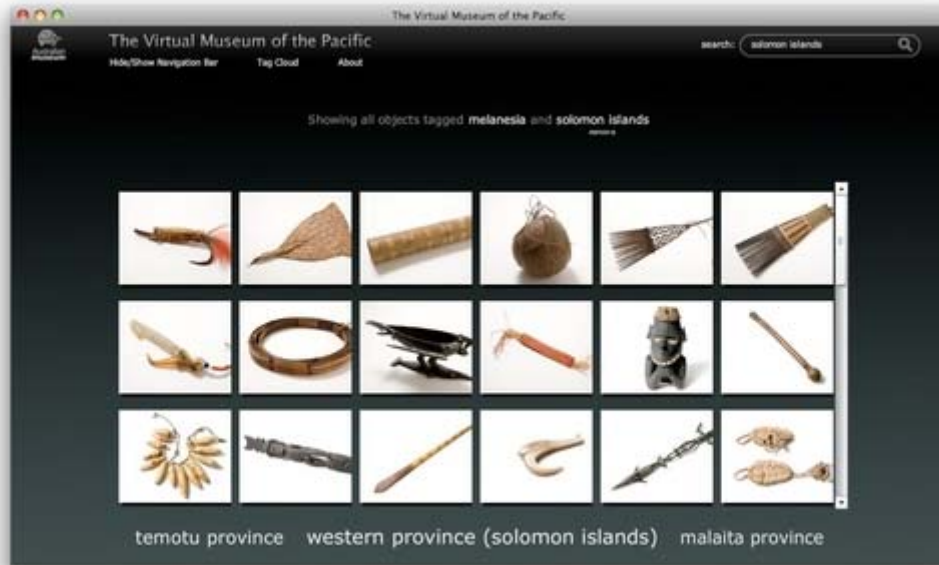 The Virtual Museum of the Pacific
Australian
museum
The Virtual Museum of the Pacific
search: solomon islands
Hide/Show Navigation Bar Tag Cloud About
Showing all objects tagged melanesia and solomon islands
temotu province western province (solomon islands) malaita province